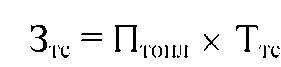 Зтс = Птопл × Ттс